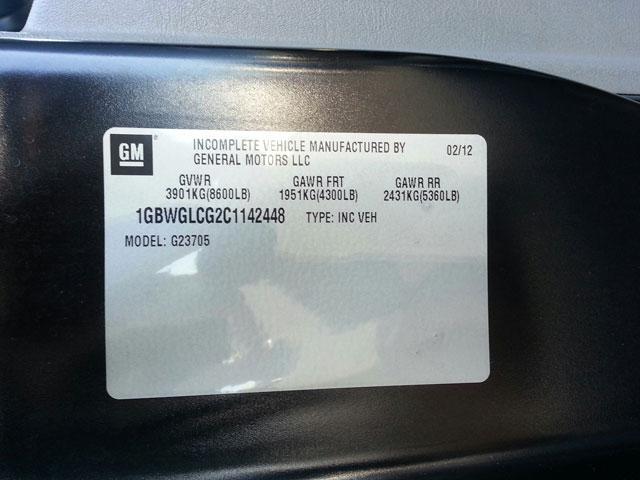 GM ® INCOMPLETE VEHICLE MANUFACTURED BY 02/12
GENERAL MOTORS LLC
GVWR GAWR FRT GAWR RR
3901KG(8600LB) 1951KG(4300LB) 2431KG(5360LB)
1GBWGLCG2C1142448 TYPE: INC VEH
MODEL: G23705